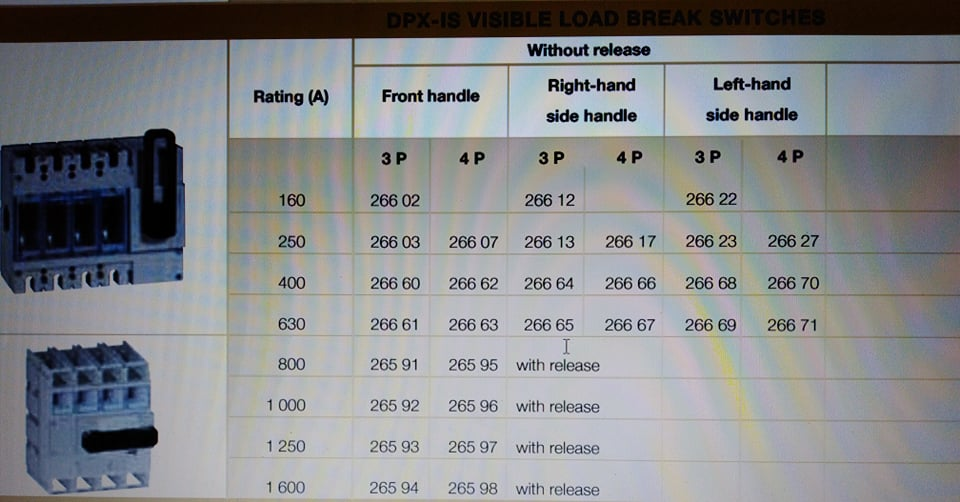 DPX-IS VISIBLE LOAD BREAK SWITCHES
Without release
Rating (A) Front handle Right-hand side handle Left-hand side handle
3 P 4 P 3 P 4 P 3 P 4 P
160 266 02 266 12 266 22
250 266 03 266 07 266 13 266 17 266 23 266 27
400 266 60 266 62 266 64 266 66 266 68 266 70
630 266 61 266 63 266 65 266 67 266 69 266 71
800 265 91 265 95 with release
1 000 265 92 265 96 with release
1 250 265 93 265 97 with release
1 600 265 94 265 98 with release